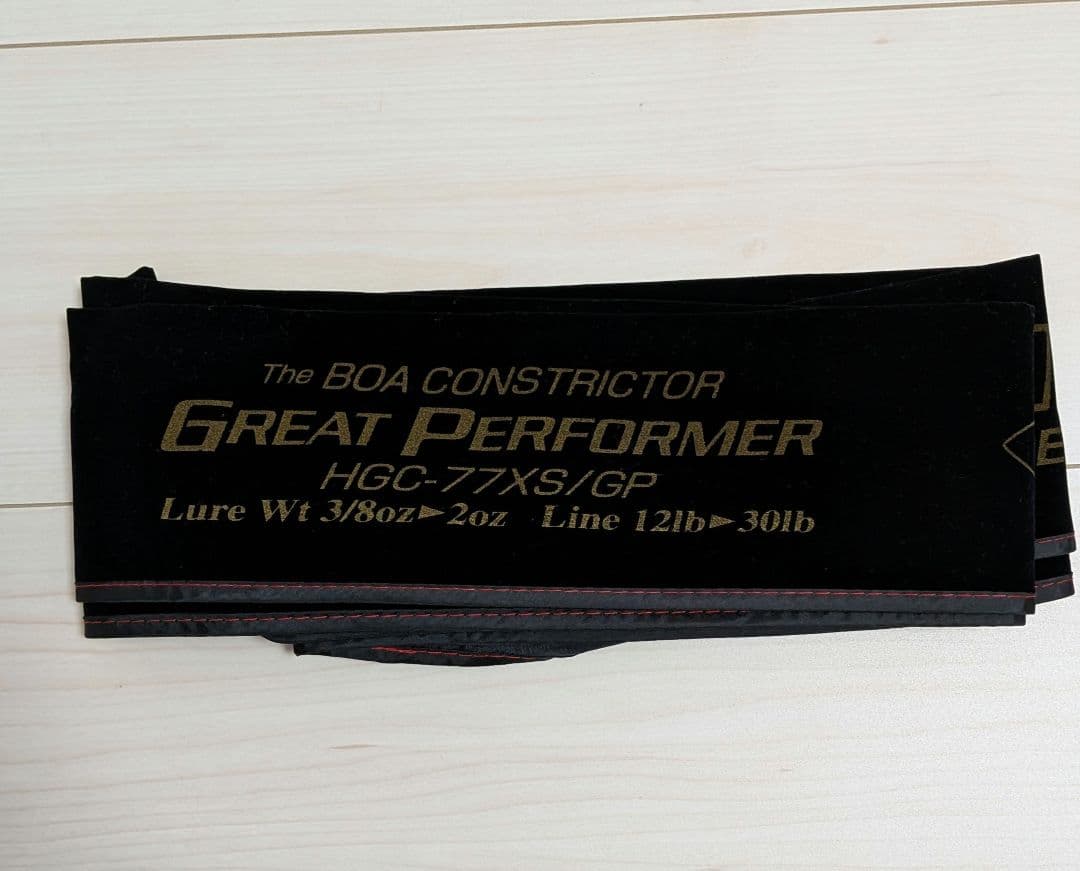 The BOA CONSTRICTOR
GREAT PERFORMER
HGC-77XS/GP
Lure Wt 3/8oz►2oz Line 12lb►30lb